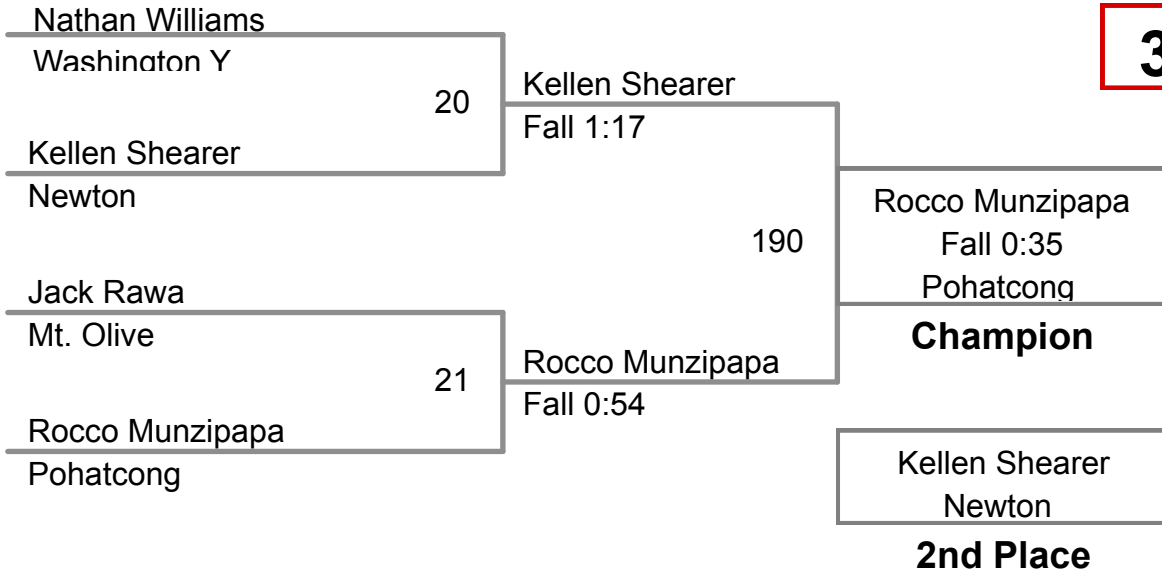 Nathan Williams
Washington Y
20
Kellen Shearer
Newton
Kellen Shearer
Fall 1:17
Jack Rawa
Mt. Olive
21
Rocco Munzipapa
Pohatcong
Rocco Munzipapa
Fall 0:54
190
3
Rocco Munzipapa
Fall 0:35
Pohatcong
Champion
Kellen Shearer
Newton
2nd Place